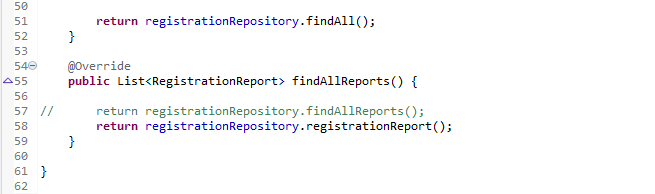 50
51 return registrationRepository.findAll();
52 }
53
54 @Override
55 public List<RegistrationReport> findAllReports() {
56
57 // return registrationRepository.findAllReports();
58 return registrationRepository.registrationReport();
59 }
60
61 }
62